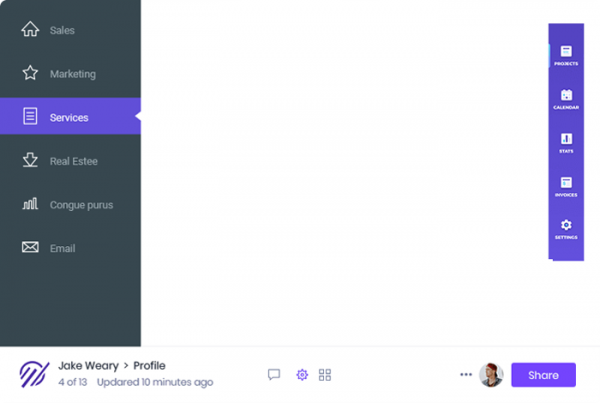 Sales
Marketing
Services
Real Estee
Congue purus
Email
PROJECTS
CALENDAR
STATS
INVOICES
SETTINGS
Jake Weary > Profile
4 of 13 Updared 10 minutes ago
Share